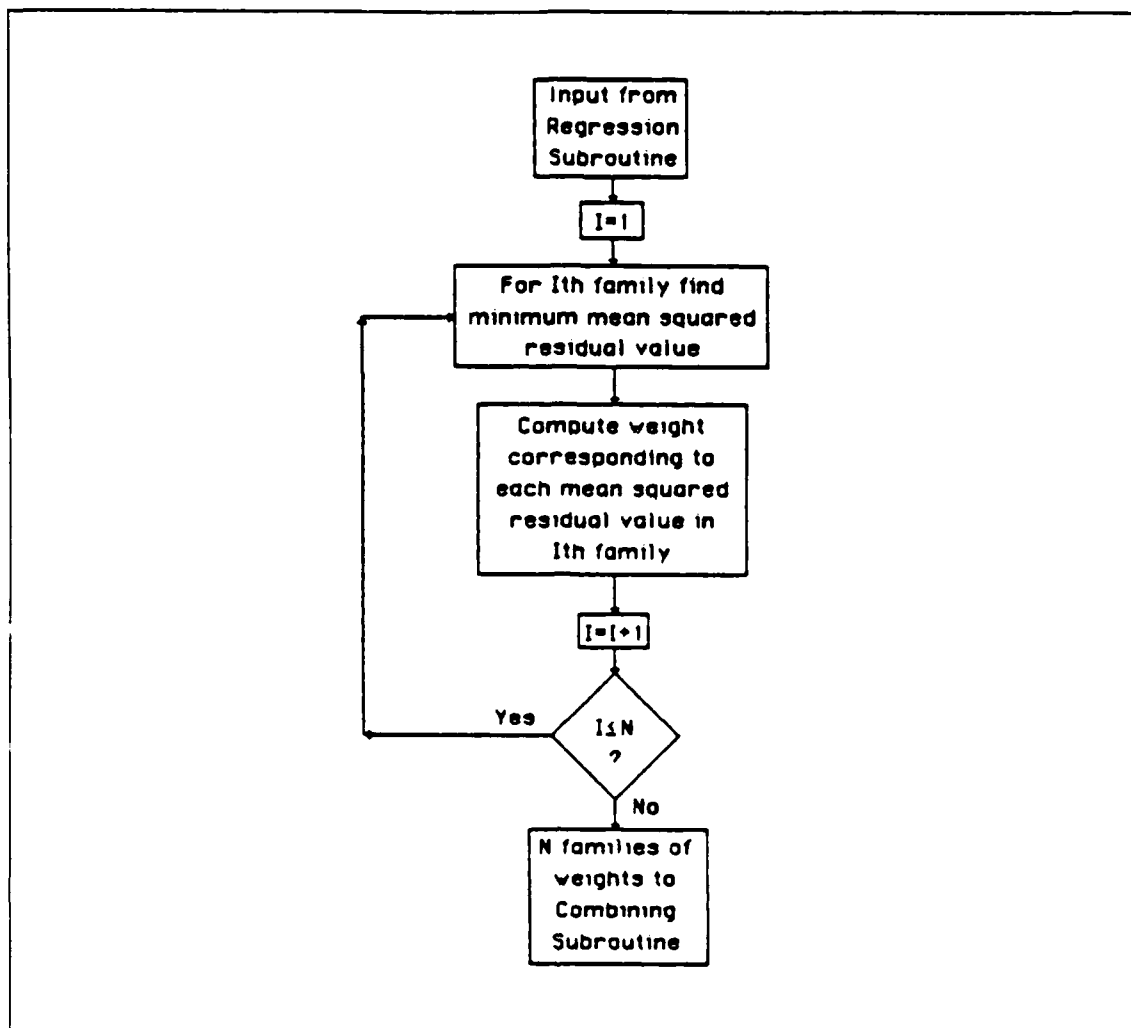 Input from
Regression
Subroutine
I=1
For Ith family find
minimum mean squared
residual value
Compute weight
corresponding to
each mean squared
residual value in
Ith family
I=I+1
Yes
I≤N
?
No
N families of
weights to
Combining
Subroutine